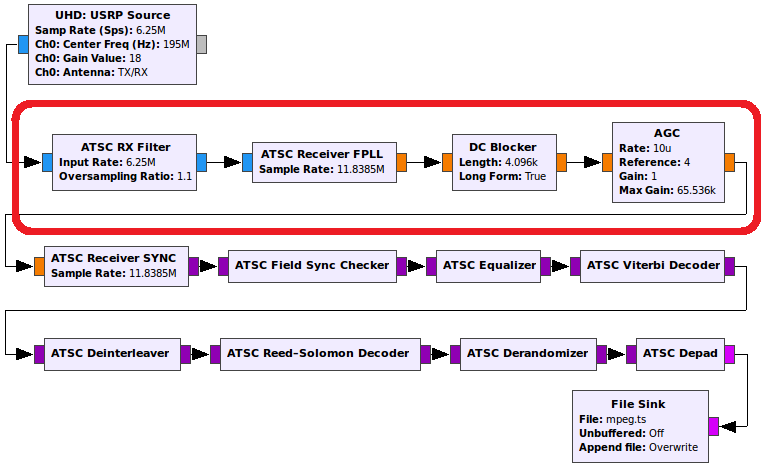 UHD: USRP Source
Samp Rate (Sps): 6.25M
Ch0: Center Freq (Hz): 195M
Ch0: Gain Value: 18
Ch0: Antenna: TX/RX
ATSC RX Filter
Input Rate: 6.25M
Oversampling Ratio: 1.1
ATSC Receiver FPLL
Sample Rate: 11.8385M
DC Blocker
Length: 4.096k
Long Form: True
AGC
Rate: 10u
Reference: 4
Gain: 1
Max Gain: 65.536k
ATSC Receiver SYNC
Sample Rate: 11.8385M
ATSC Field Sync Checker
ATSC Equalizer
ATSC Viterbi Decoder
ATSC Deinterleaver
ATSC Reed–Solomon Decoder
ATSC Derandomizer
ATSC Depad
File Sink
File: mpeg.ts
Unbuffered: Off
Append file: Overwrite